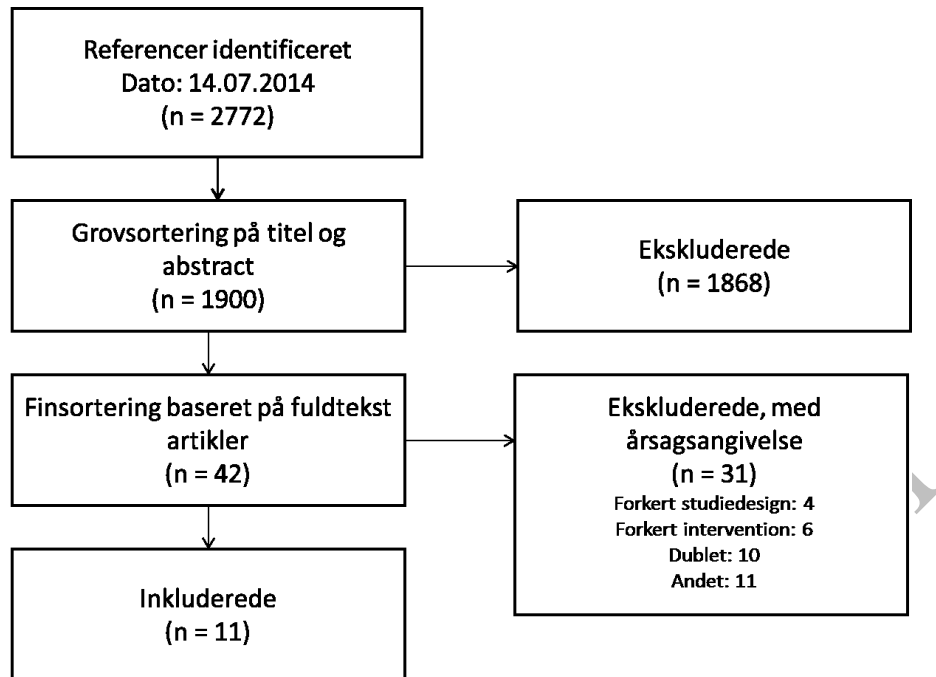 Referencer identificeret
Dato: 14.07.2014
(n = 2772)
Grovsortering på titel og
abstract
(n = 1900)
Ekskluderede
(n = 1868)
Finsortering baseret på fuldtekst
artikler
(n = 42)
Ekskluderede, med
årsagsangivelse
(n = 31)
Forkert studiedesign: 4
Forkert intervention: 6
Dublet: 10
Andet: 11
Inkluderede
(n = 11)